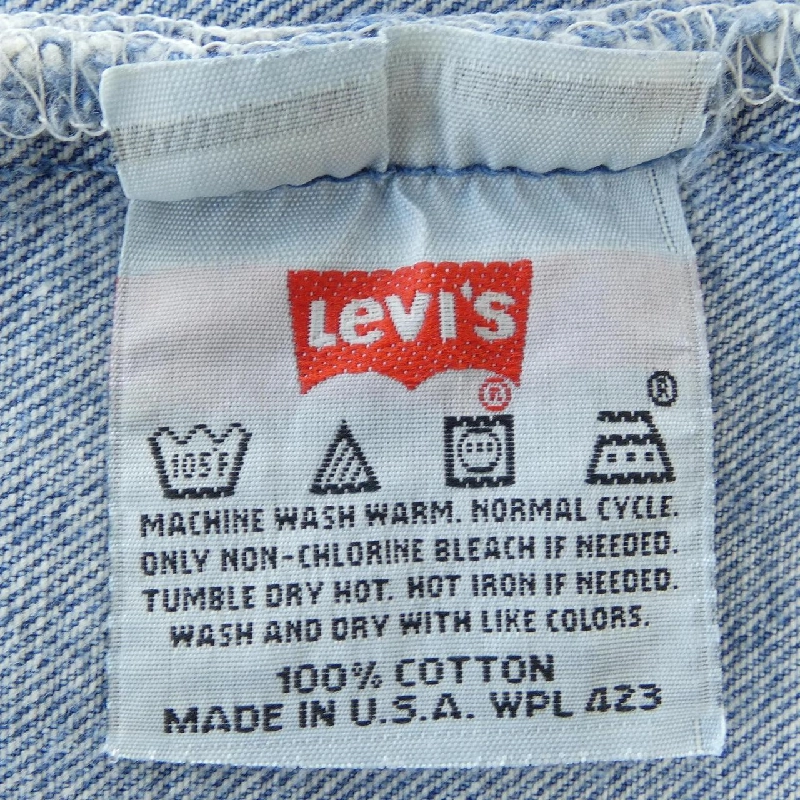 Levi's
®
®
105°F
MACHINE WASH WARM. NORMAL CYCLE.
ONLY NON-CHLORINE BLEACH IF NEEDED.
TUMBLE DRY HOT. HOT IRON IF NEEDED.
WASH AND DRY WITH LIKE COLORS.
100% COTTON
MADE IN U.S.A. WPL 423